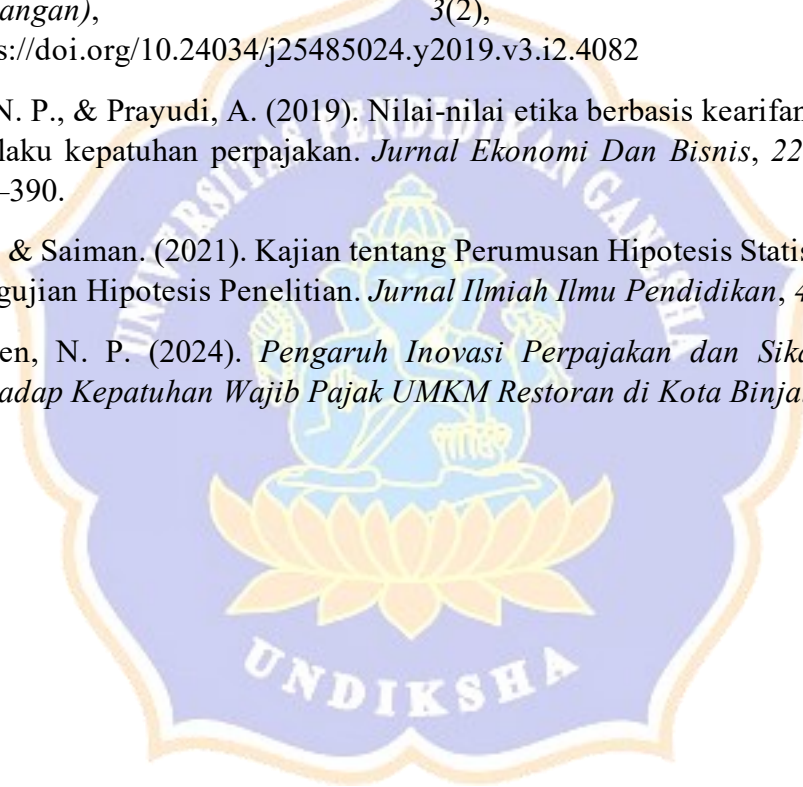 angan), 3(2),
s://doi.org/10.24034/j25485024.y2019.v3.i2.4082
N. P., & Prayudi, A. (2019). Nilai-nilai etika berbasis kearifan
laku kepatuhan perpajakan. Jurnal Ekonomi Dan Bisnis, 22
–390.
& Saiman. (2021). Kajian tentang Perumusan Hipotesis Statis
gujian Hipotesis Penelitian. Jurnal Ilmiah Ilmu Pendidikan, 4
en, N. P. (2024). Pengaruh Inovasi Perpajakan dan Sika
adap Kepatuhan Wajib Pajak UMKM Restoran di Kota Binja
UNIVERSITAS PENDIDIKAN GANESHA
UNDIKSHA